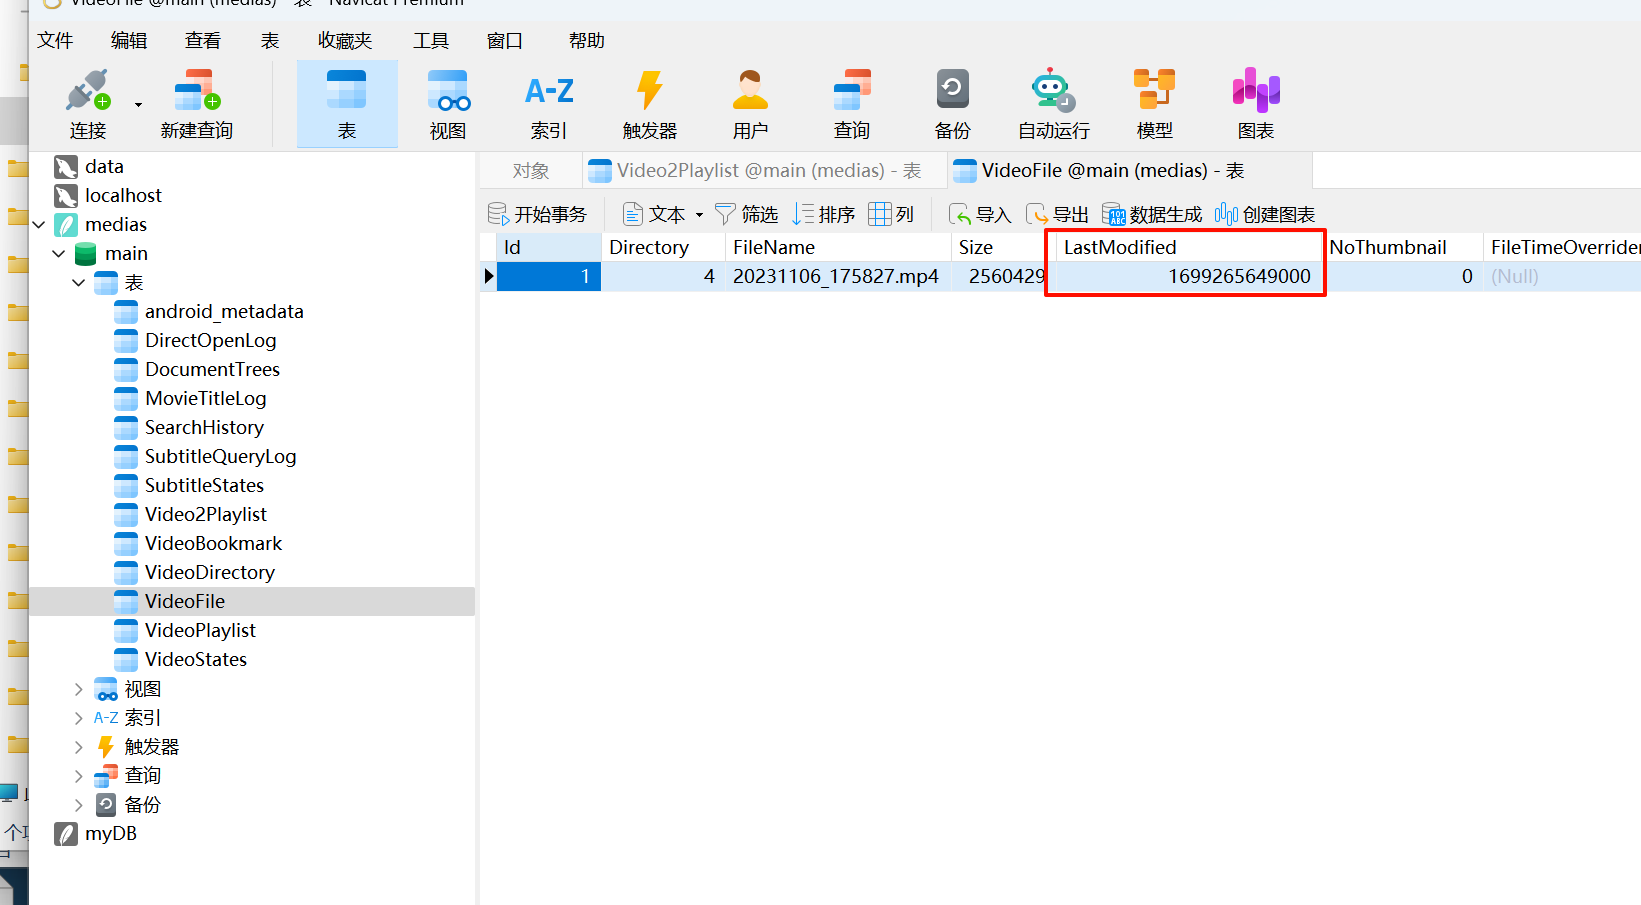 VideoFile @main (medias) - 表 - Navicat Premium
文件 编辑 查看 表 收藏夹 工具 窗口 帮助
连接 新建查询 表 视图 索引 触发器 用户 查询 备份 自动运行 模型 图表
data
localhost
medias
main
表
android_metadata
DirectOpenLog
DocumentTrees
MovieTitleLog
SearchHistory
SubtitleQueryLog
SubtitleStates
Video2Playlist
VideoBookmark
VideoDirectory
VideoFile
VideoPlaylist
VideoStates
视图
A-Z 索引
触发器
查询
备份
myDB
对象 Video2Playlist @main (medias) - 表 VideoFile @main (medias) - 表
开始事务 文本 筛选 排序 列 导入 导出 数据生成 创建图表
Id Directory FileName Size LastModified NoThumbnail FileTimeOverriden
1 4 20231106_175827.mp4 2560429 1699265649000 0 (Null)